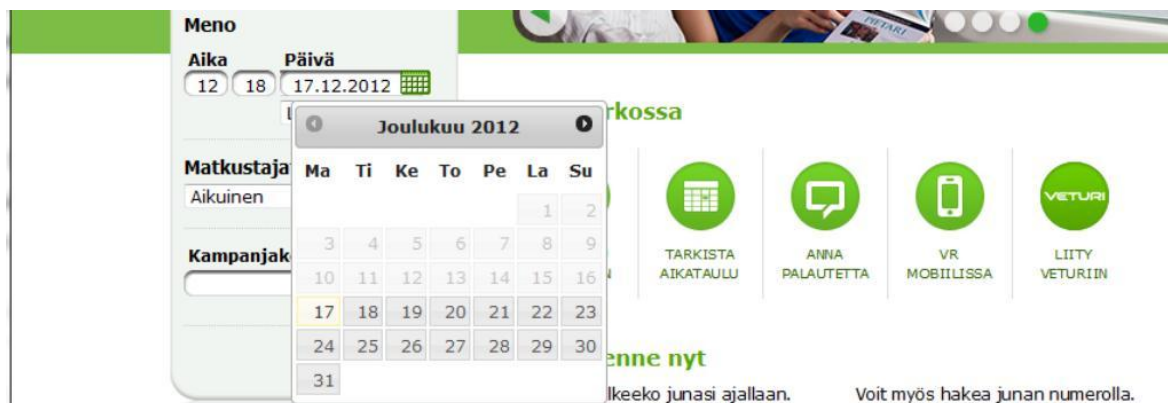 Meno
PIETARI
Aika Päivä
12 18 17.12.2012
Joulukuu 2012
Ma Ti Ke To Pe La Su
1 2
3 4 5 6 7 8 9
10 11 12 13 14 15 16
17 18 19 20 21 22 23
24 25 26 27 28 29 30
31
Matkustaja
Aikuinen
Kampanjak
rkossa
VETURI
TARKISTA
AIKATAULU
ANNA
PALAUTETTA
VR
MOBIILISSA
LIITY
VETURIIN
enne nyt
lkeeko junasi ajallaan.
Voit myös hakea junan numerolla.